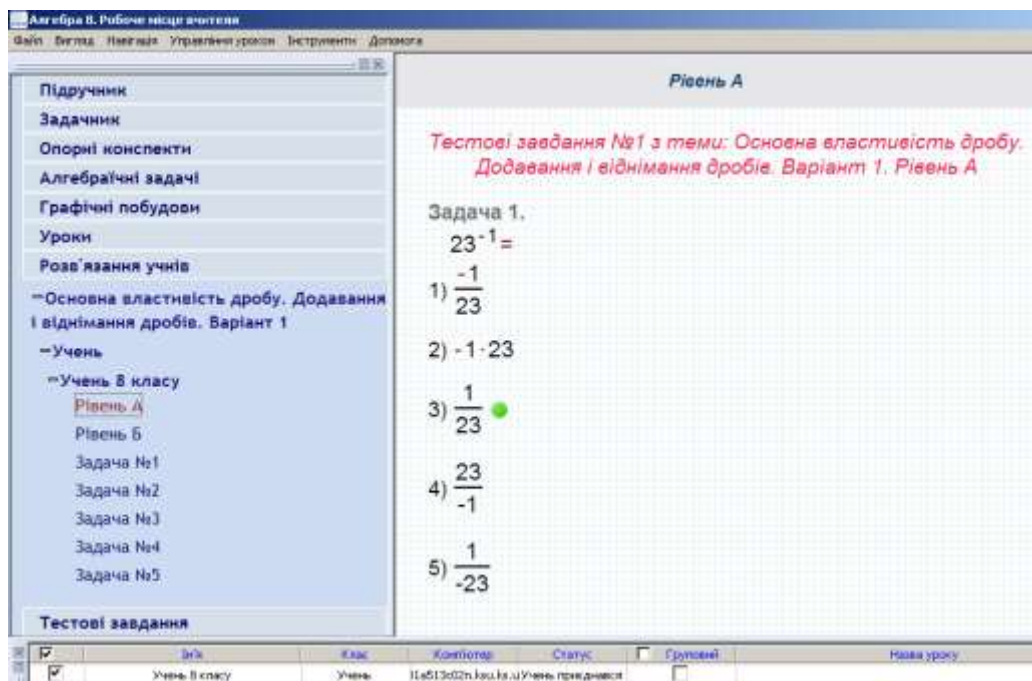 Алгебра 8. Робоче місце вчителя
Файл Вигляд Навігація Управління уроком Інструменти Допомога
Підручник
Задачник
Опорні конспекти
Алгебраїчні задачі
Графічні побудови
Уроки
Розв'язання учнів
Основна властивість дробу. Додавання
і віднімання дробів. Варіант 1
Учень
Учень 8 класу
Рівень А
Рівень Б
Задача №1
Задача №2
Задача №3
Задача №4
Задача №5
Тестові завдання
Рівень А
Тестові завдання №1 з теми: Основна властивість дробу.
Додавання і віднімання дробів. Варіант 1. Рівень А
Задача 1.
23⁻¹=
1) -1/23
2) -1·23
3) 1/23
4) 23/-1
5) 1/-23
Ім'я Клас Комп'ютер Статус Груповий Назва уроку
Учень 8 класу Учень Учень приєднався